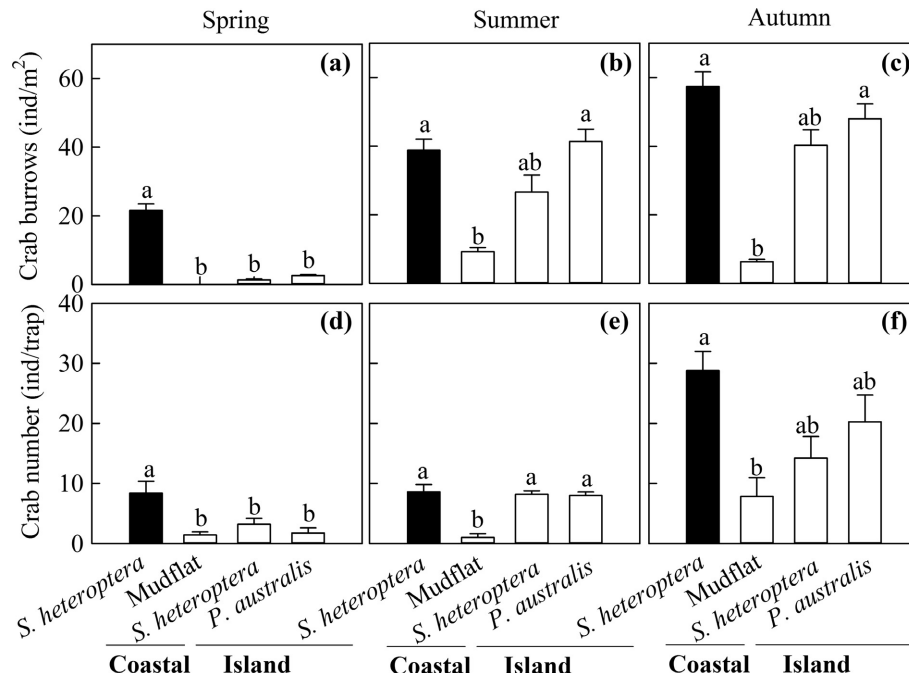 Spring Summer Autumn
Crab burrows (ind/m²)
60
40
20
0
(a)
a
b
b
b
(b)
a
b
ab
a
(c)
a
b
ab
a
Crab number (ind/trap)
40
30
20
10
0
(d)
a
b
b
b
(e)
a
b
a
a
(f)
a
b
ab
ab
S. heteroptera Mudflat S. heteroptera P. australis
S. heteroptera Mudflat S. heteroptera P. australis
S. heteroptera Mudflat S. heteroptera P. australis
Coastal Island Coastal Island Coastal Island